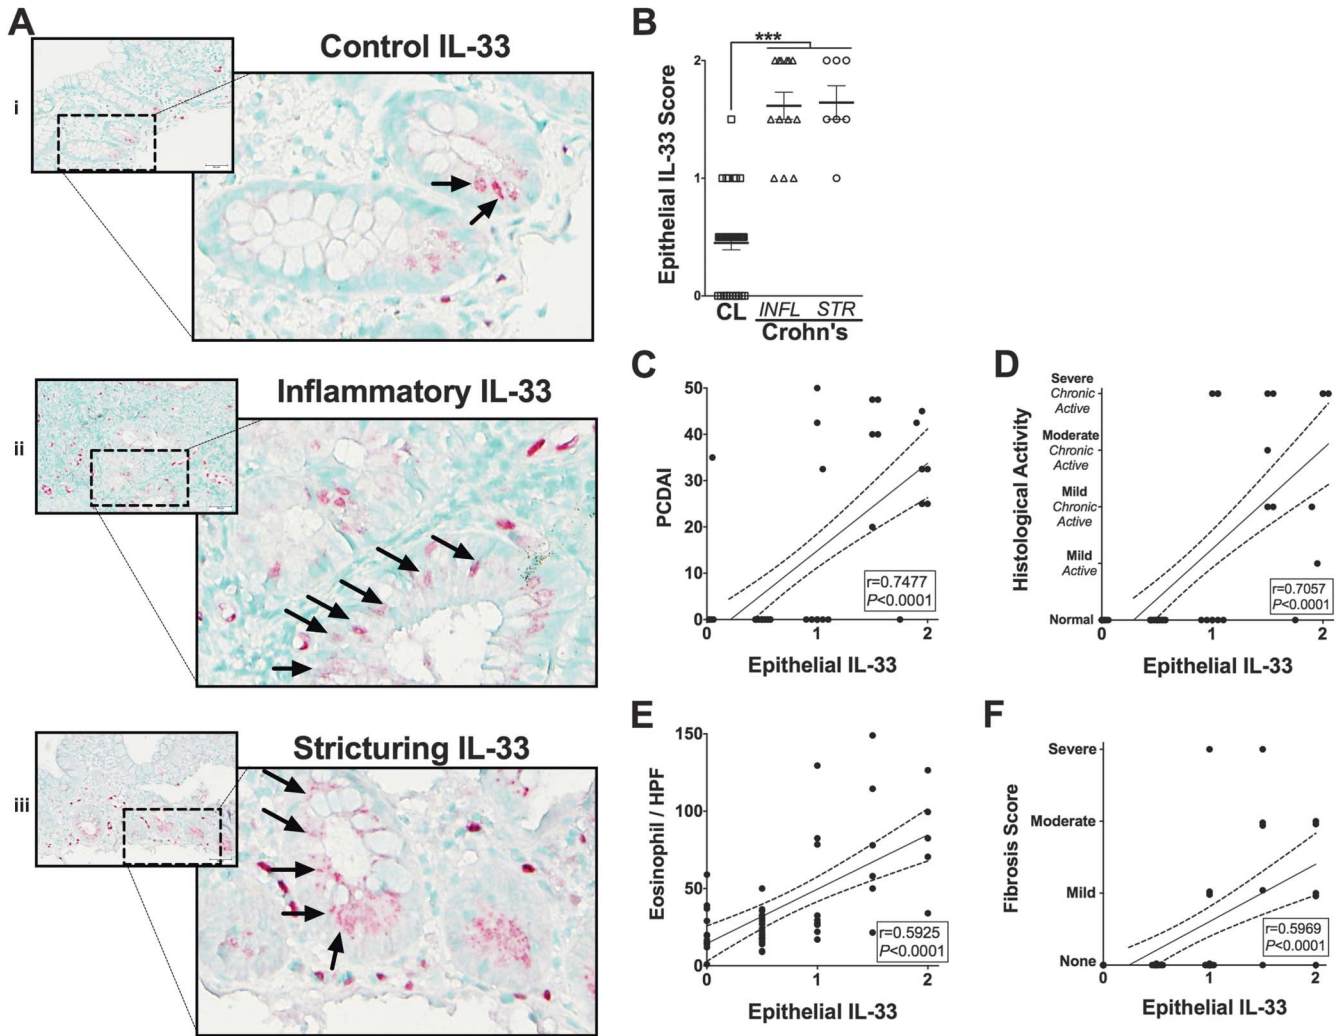 A
Control IL-33
i
Inflammatory IL-33
ii
Stricturing IL-33
iii
B
***
Epithelial IL-33 Score
2
1
0
CL
INFL
STR
Crohn's
C
PCDAI
50
40
30
20
10
0
0
1
2
r=0.7477
P<0.0001
Epithelial IL-33
D
Histological Activity
Severe
Chronic
Active
Moderate
Chronic
Active
Mild
Chronic
Active
Mild
Active
Normal
0
1
2
r=0.7057
P<0.0001
Epithelial IL-33
E
Eosinophil / HPF
150
100
50
0
0
1
2
r=0.5925
P<0.0001
Epithelial IL-33
F
Fibrosis Score
Severe
Moderate
Mild
None
0
1
2
r=0.5969
P<0.0001
Epithelial IL-33